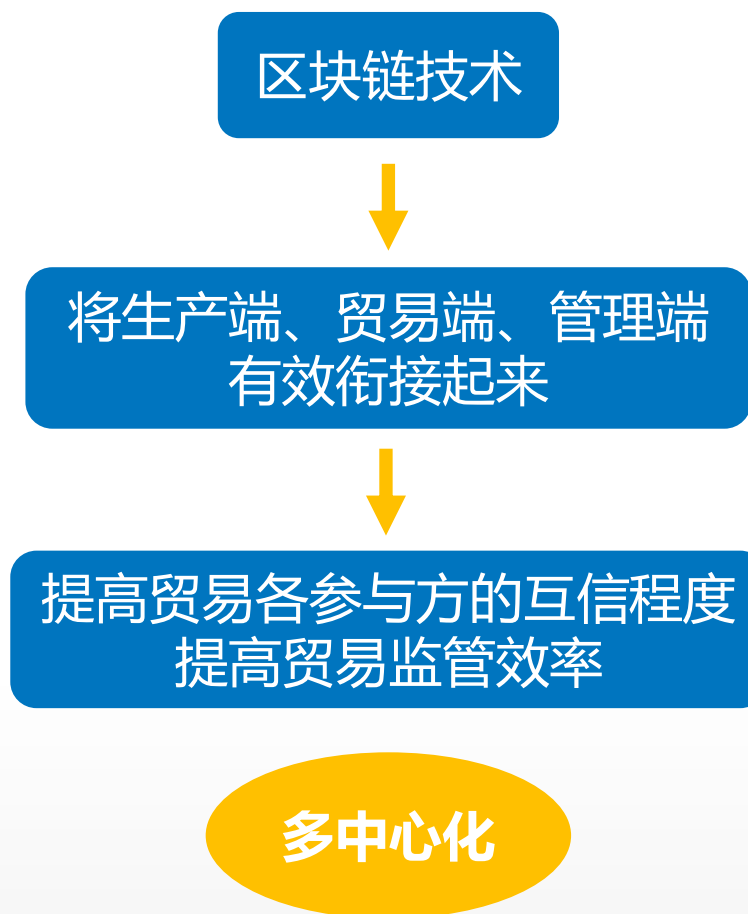 区块链技术
将生产端、贸易端、管理端
有效衔接起来
提高贸易各参与方的互信程度
提高贸易监管效率
多中心化